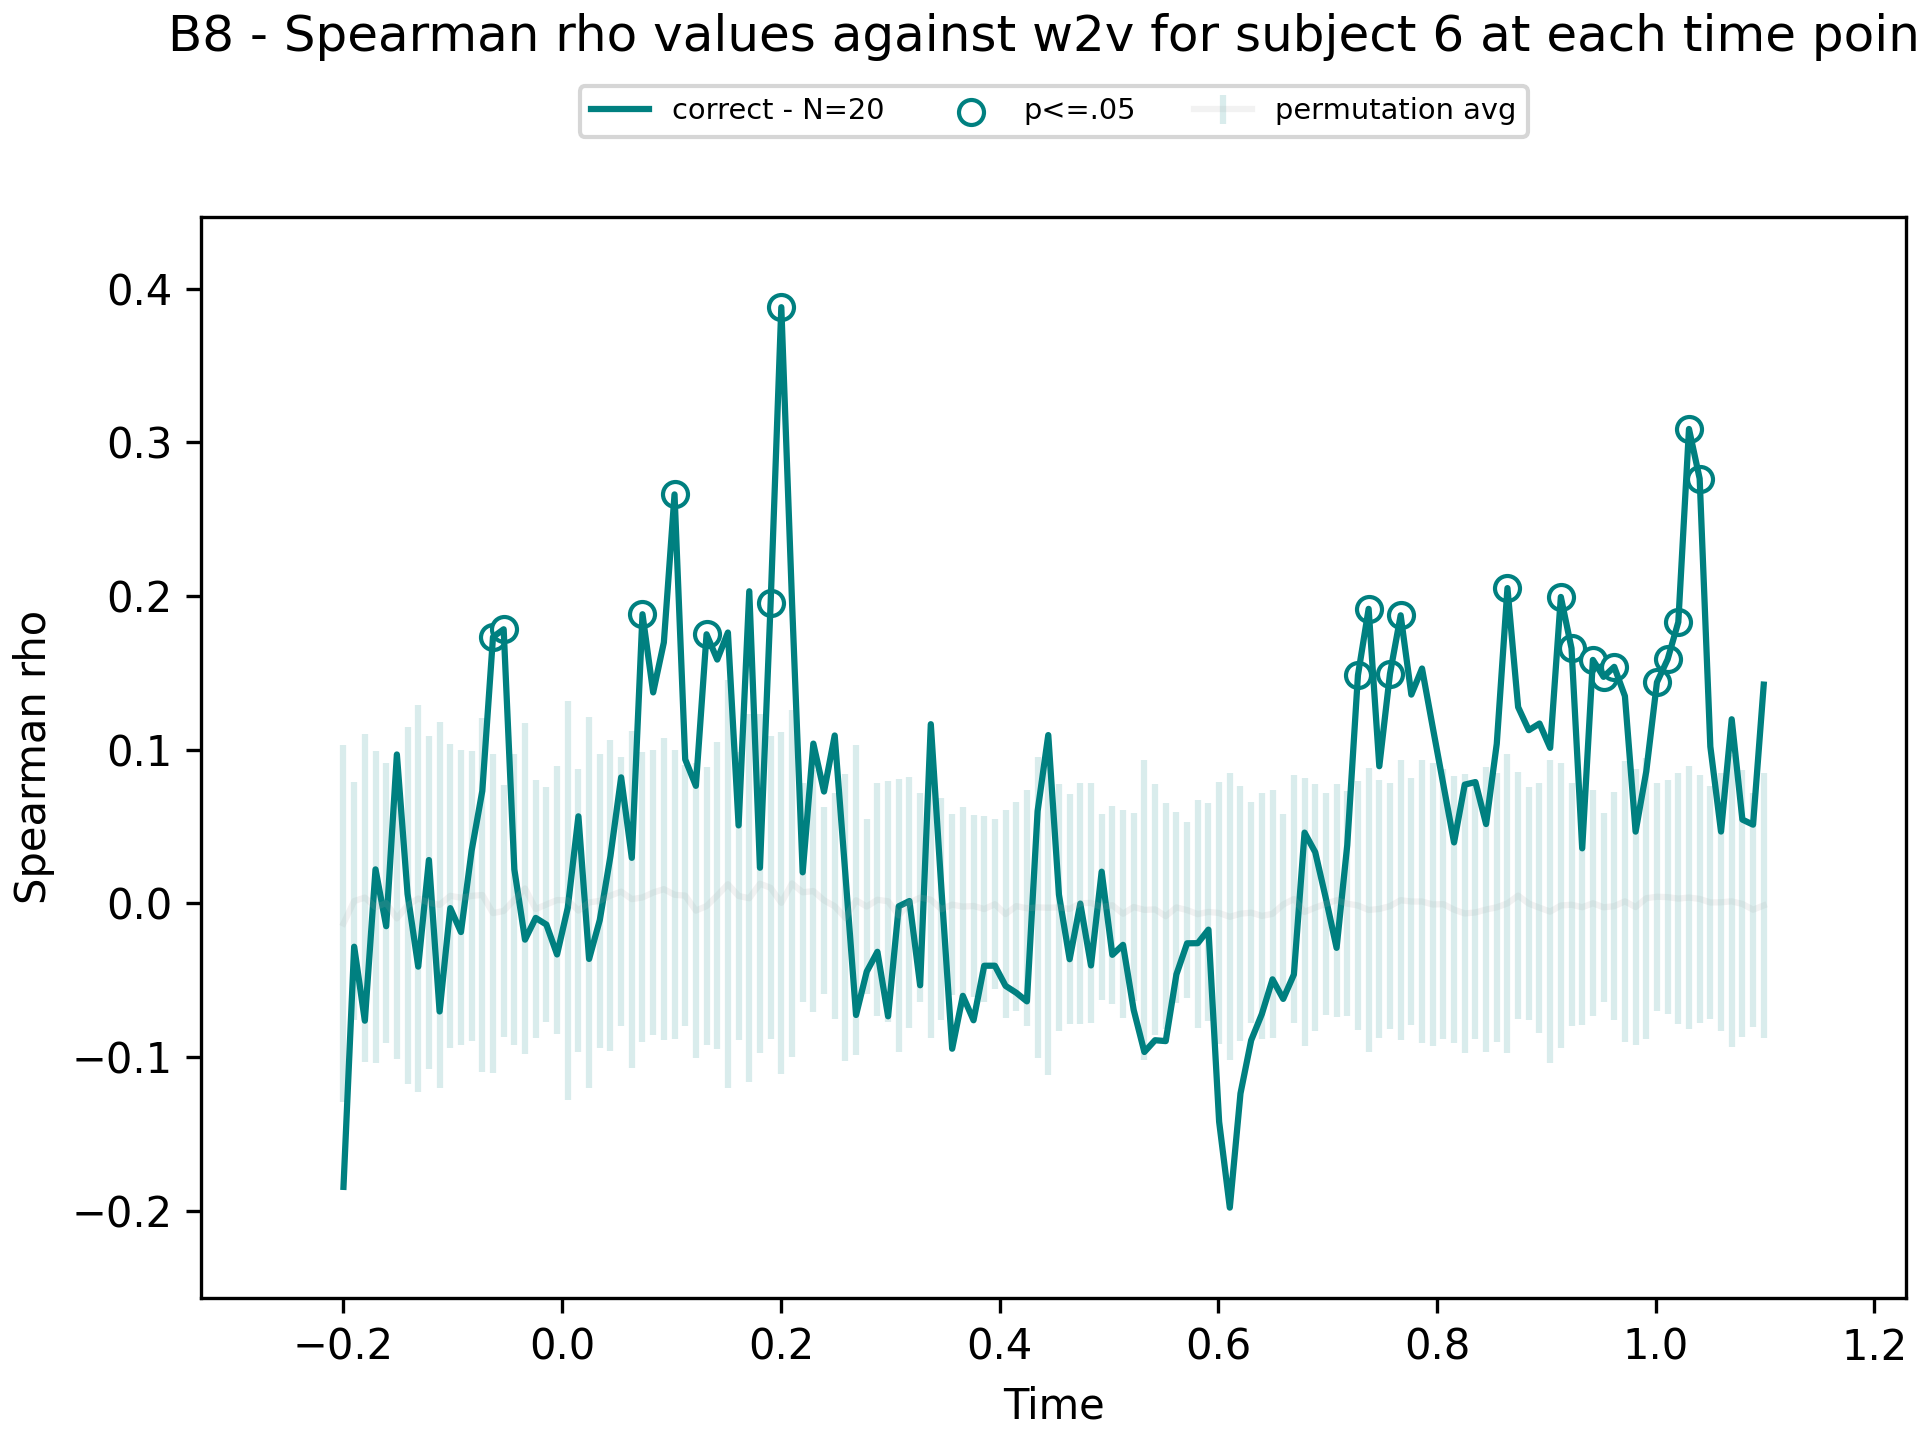 B8 - Spearman rho values against w2v for subject 6 at each time poin
correct - N=20
p<=.05
permutation avg
0.4
0.3
0.2
0.1
0.0
−0.1
−0.2
Spearman rho
−0.2 0.0 0.2 0.4 0.6 0.8 1.0 1.2
Time